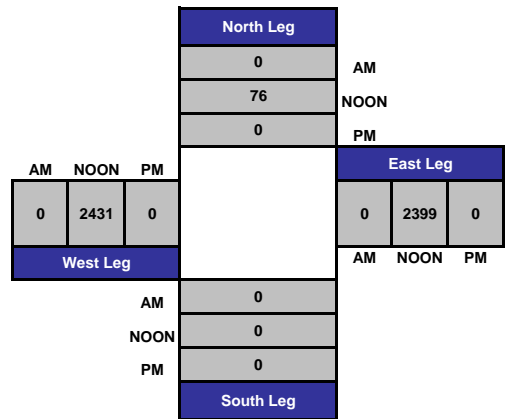 North Leg
0 AM
76 NOON
0 PM
AM NOON PM
East Leg
0 2431 0
0 2399 0
West Leg
AM NOON PM
AM 0
NOON 0
PM 0
South Leg